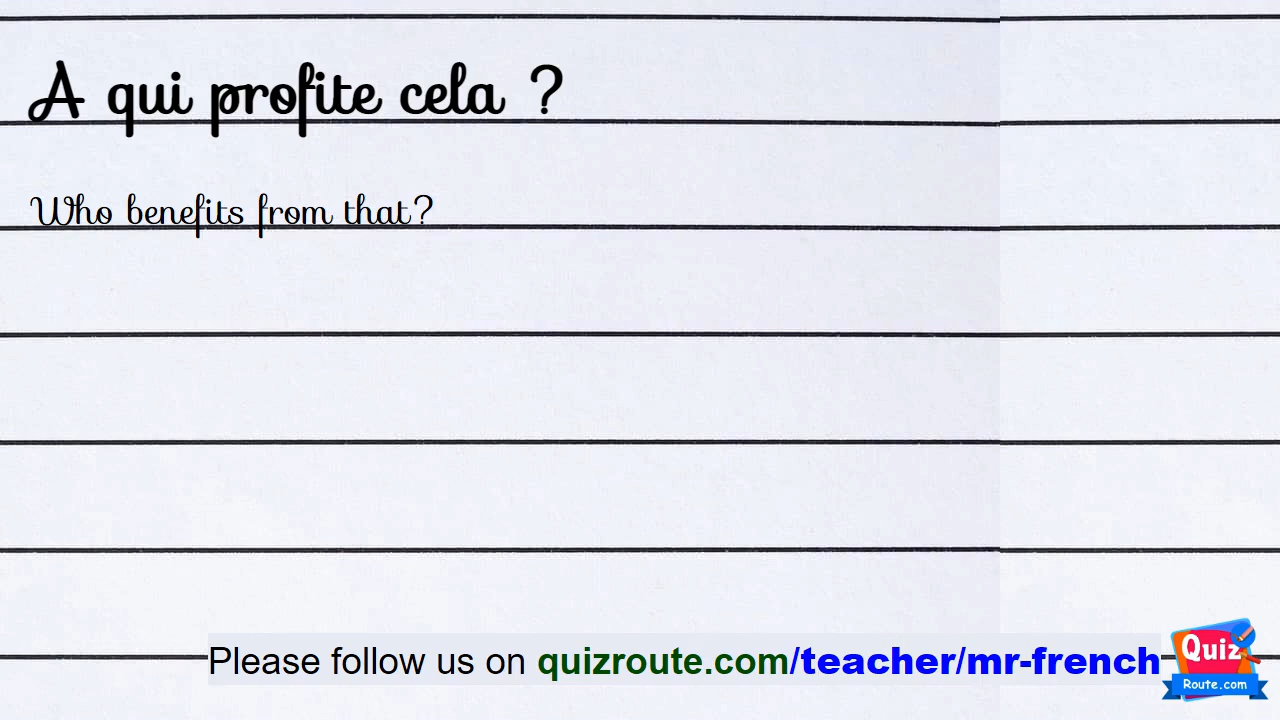 A qui profite cela ?
Who benefits from that?
Please follow us on quizroute.com/teacher/mr-french
Quiz
Route.com